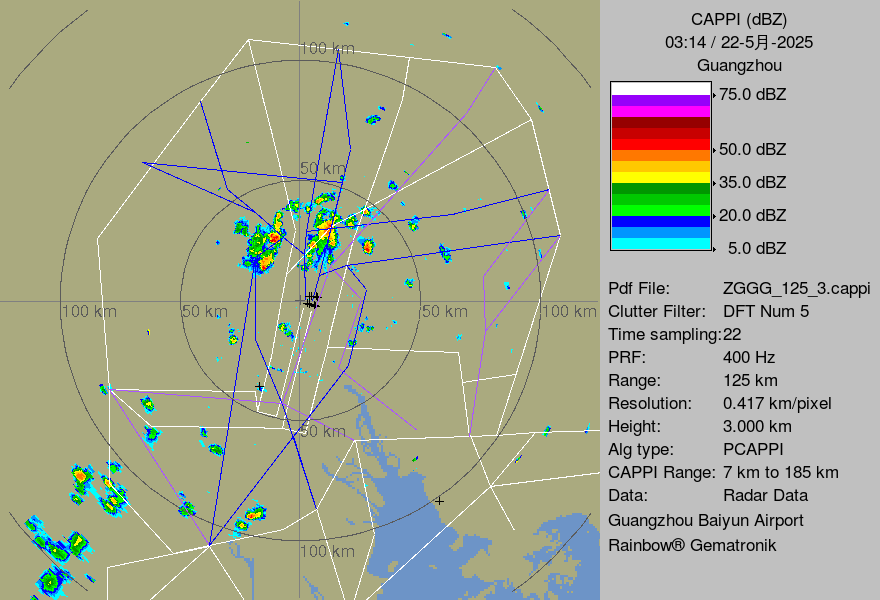 CAPPI (dBZ)
03:14 / 22-5月-2025
Guangzhou
75.0 dBZ
50.0 dBZ
35.0 dBZ
20.0 dBZ
5.0 dBZ
Pdf File: ZGGG_125_3.cappi
Clutter Filter: DFT Num 5
Time sampling:22
PRF: 400 Hz
Range: 125 km
Resolution: 0.417 km/pixel
Height: 3.000 km
Alg type: PCAPPI
CAPPI Range: 7 km to 185 km
Data: Radar Data
Guangzhou Baiyun Airport
Rainbow® Gematronik
100 km
50 km
100 km
50 km
50 km
100 km
50 km
100 km